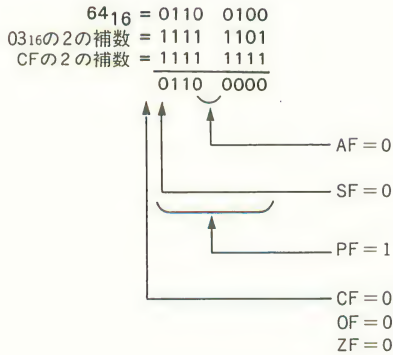 64₁₆ = 0110 0100
03₁₆の2の補数 = 1111 1101
CFの2の補数 = 1111 1111
0110 0000
AF = 0
SF = 0
PF = 1
CF = 0
OF = 0
ZF = 0